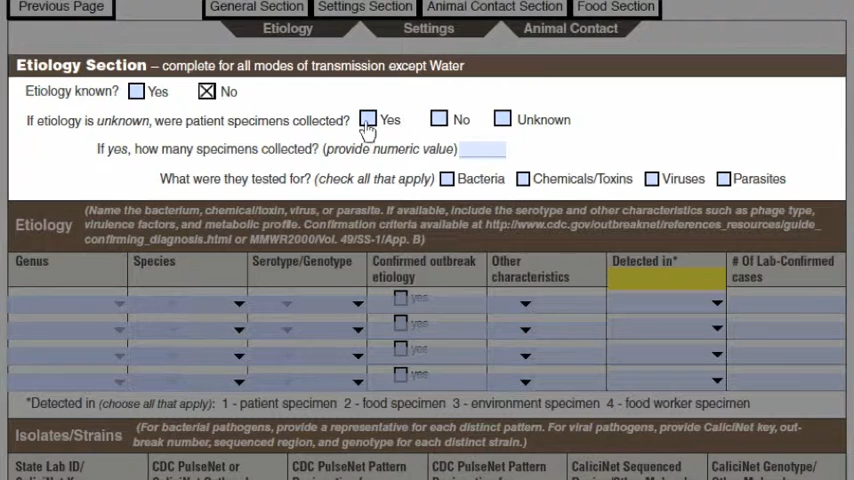 Previous Page
General Section
Settings Section
Animal Contact Section
Food Section
Etiology
Settings
Animal Contact
Etiology Section – complete for all modes of transmission except Water
Etiology known? Yes No
If etiology is unknown, were patient specimens collected? Yes No Unknown
If yes, how many specimens collected? (provide numeric value)
What were they tested for? (check all that apply) Bacteria Chemicals/Toxins Viruses Parasites
Etiology
(Name the bacterium, chemical/toxin, virus, or parasite. If available, include the serotype and other characteristics such as phage type,
virulence factors, and metabolic profile. Confirmation criteria available at http://www.cdc.gov/outbreaknet/references_resources/guide_
confirming_diagnosis.html or MMWR2000/Vol. 49/SS-1/App. B)
Genus
Species
Serotype/Genotype
Confirmed outbreak
etiology
Other
characteristics
Detected in*
# Of Lab-Confirmed
cases
yes
yes
yes
yes
*Detected in (choose all that apply): 1 - patient specimen 2 - food specimen 3 - environment specimen 4 - food worker specimen
Isolates/Strains
(For bacterial pathogens, provide a representative for each distinct pattern. For viral pathogens, provide CaliciNet key, out-
break number, sequenced region, and genotype for each distinct strain.)
State Lab ID/
CDC PulseNet or
CDC PulseNet Pattern
CDC PulseNet Pattern
CaliciNet Sequenced
CaliciNet Genotype/